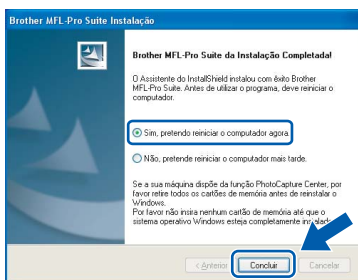 Brother MFL-Pro Suite Instalação
Brother MFL-Pro Suite da Instalação Completada!
O Assistente do InstallShield instalou com êxito Brother
MFL-Pro Suite. Antes de utilizar o programa, deve reiniciar o
computador.
Sim, pretendo reiniciar o computador agora.
Não, pretende reiniciar o computador mais tarde.
Se a sua máquina dispõe da função PhotoCapture Center, por
favor retire todos os cartões de memória antes de reinstalar o
Windows.
Por favor não insira nenhum cartão de memória até que o
sistema operativo Windows esteja completamente instalado.
< Anterior Concluir Cancelar